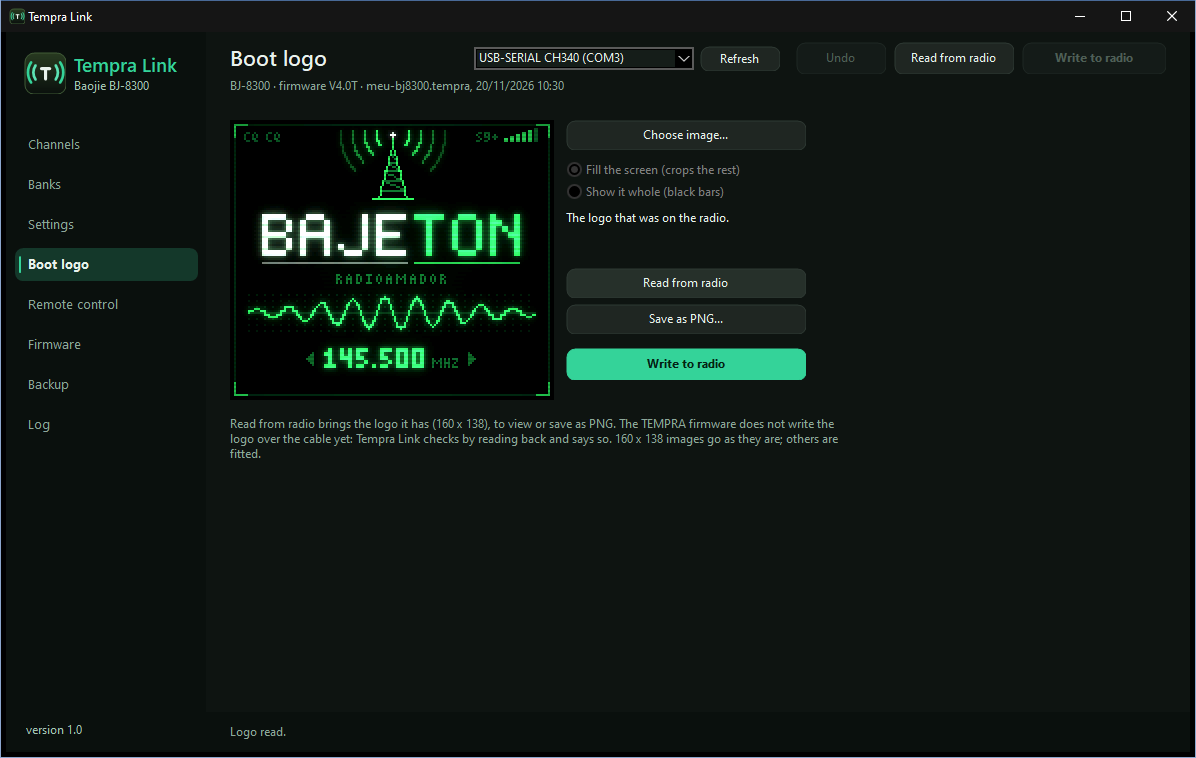 Tempra Link
Tempra Link
Baojie BJ-8300
Channels
Banks
Settings
Boot logo
Remote control
Firmware
Backup
Log
version 1.0
Boot logo
USB-SERIAL CH340 (COM3)
Refresh
Undo
Read from radio
Write to radio
BJ-8300 · firmware V4.0T · meu-bj8300.tempra, 20/11/2026 10:30
CQ CQ
S9+
BAJETON
RADIOAMADOR
145.500 MHZ
Choose image...
Fill the screen (crops the rest)
Show it whole (black bars)
The logo that was on the radio.
Read from radio
Save as PNG...
Write to radio
Read from radio brings the logo it has (160 x 138), to view or save as PNG. The TEMPRA firmware does not write the
logo over the cable yet: Tempra Link checks by reading back and says so. 160 x 138 images go as they are; others are
fitted.
Logo read.